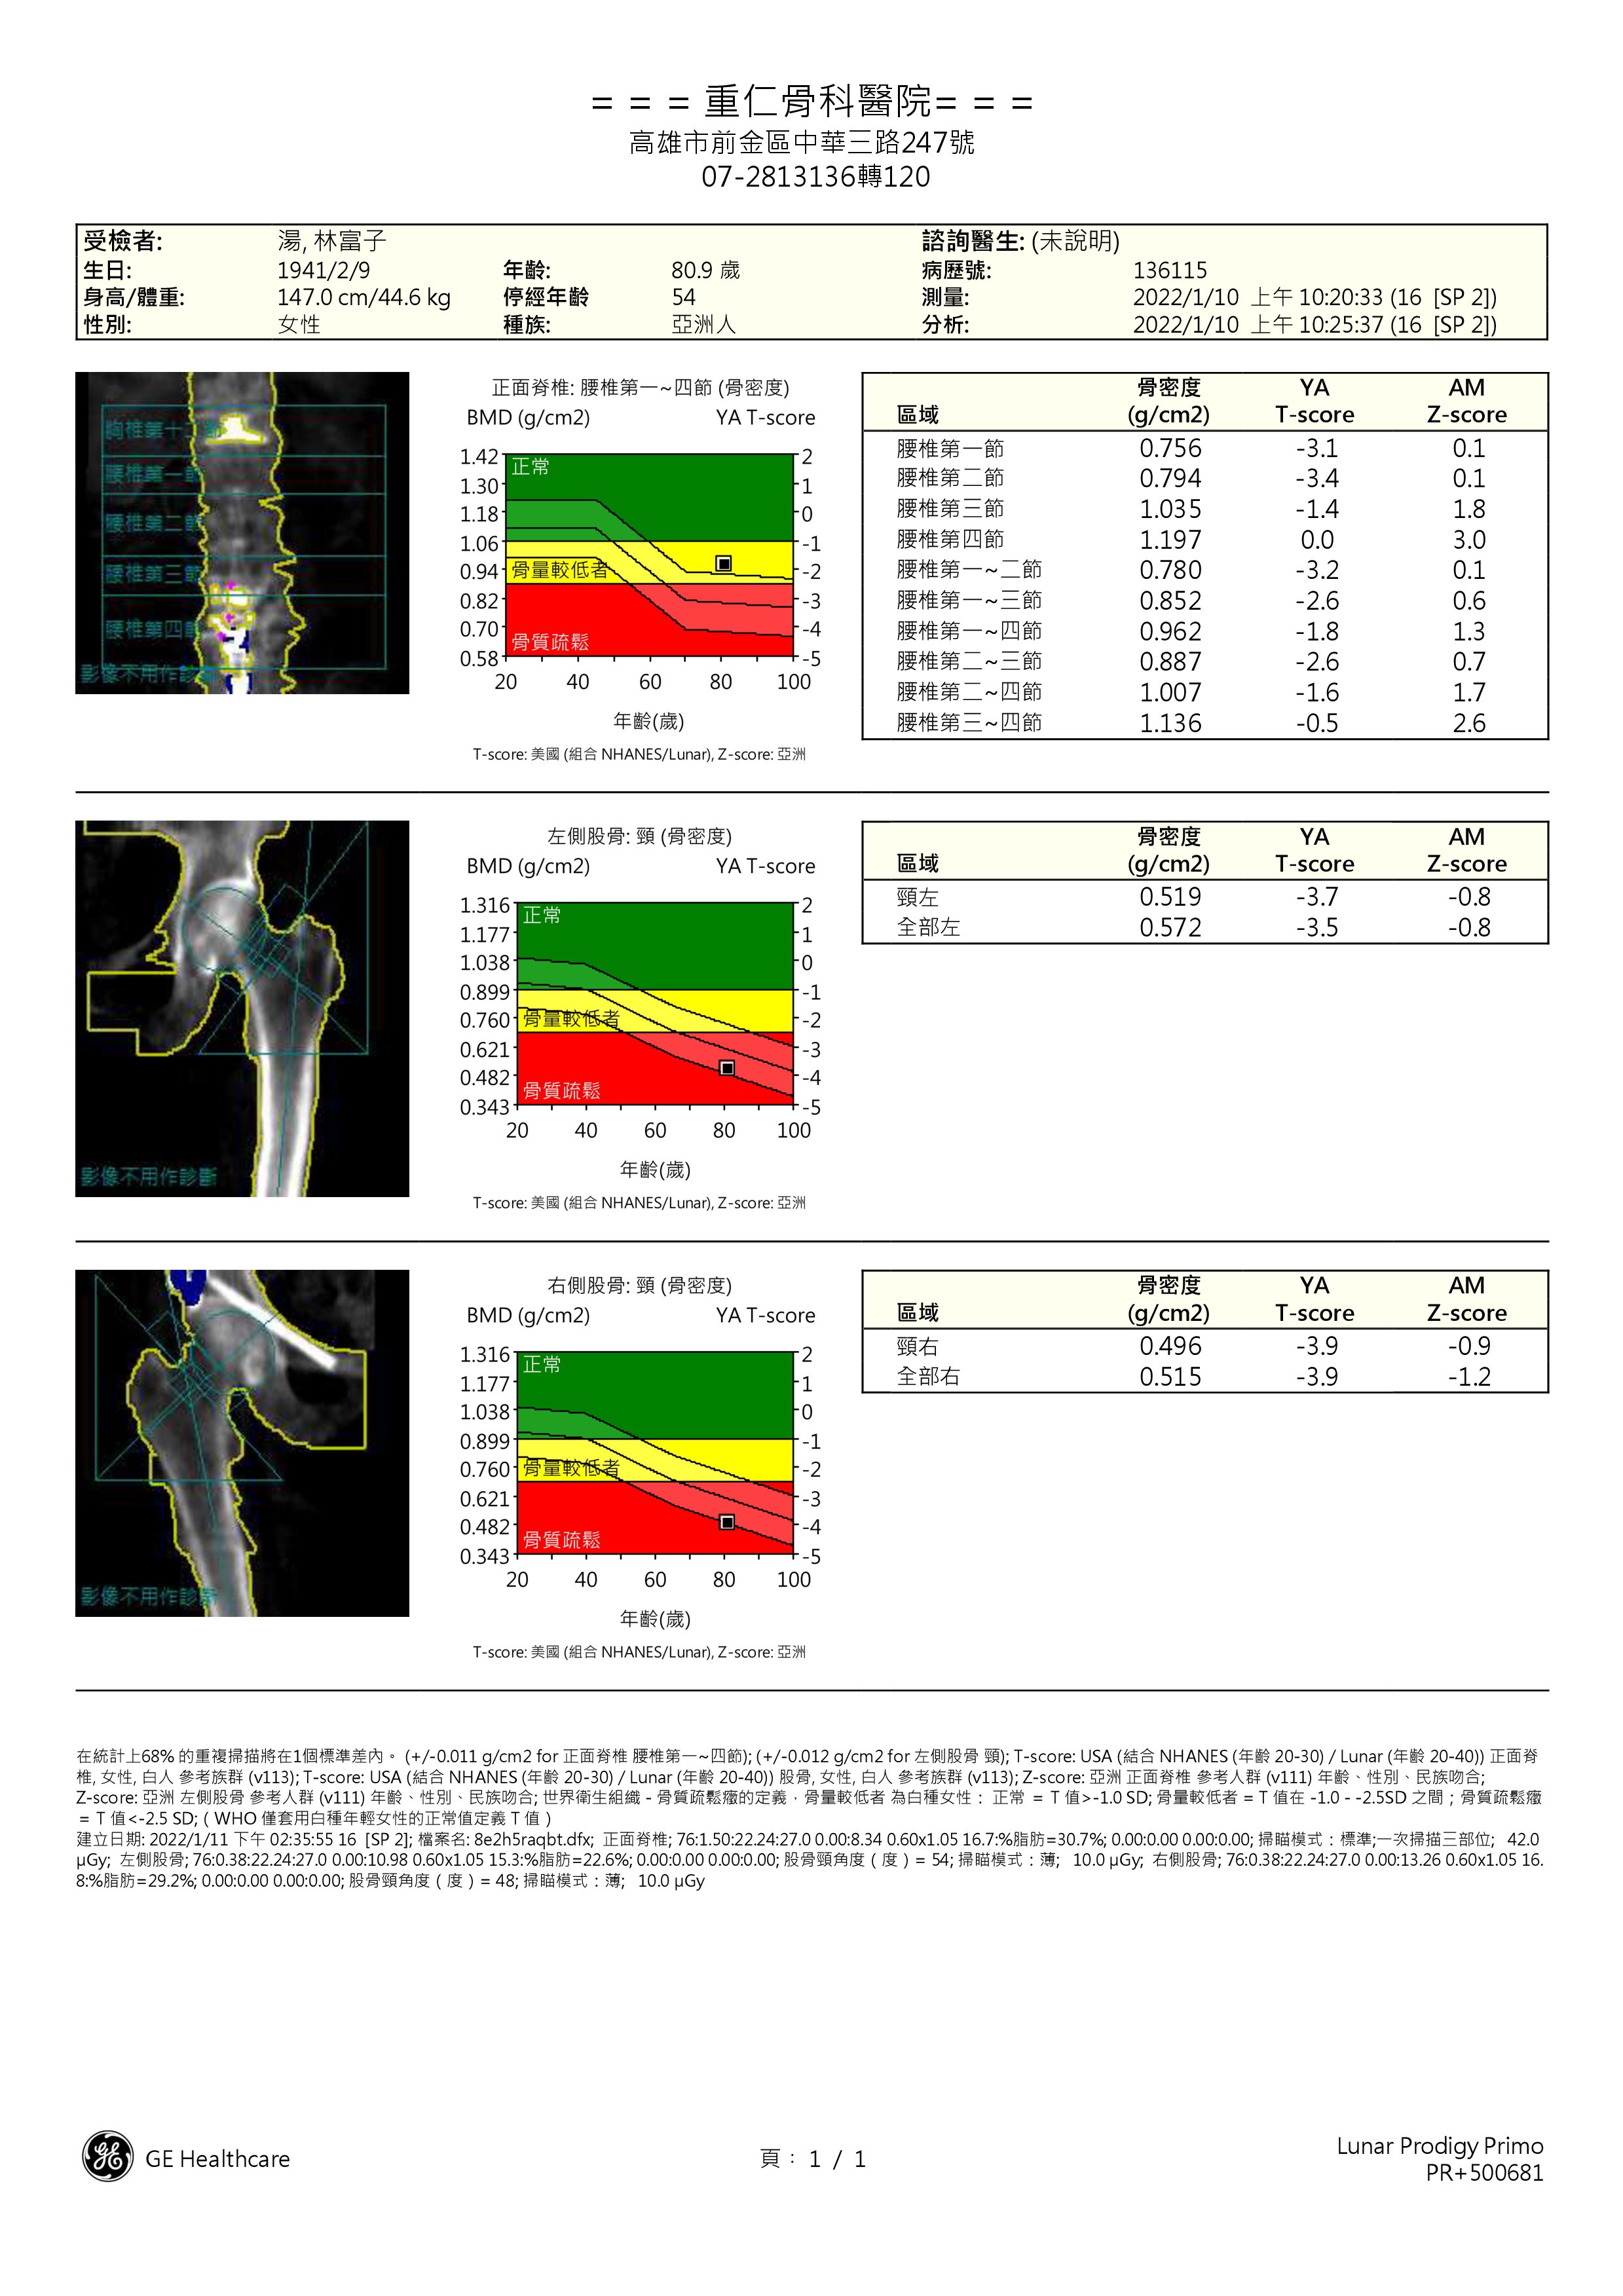 = = = 重仁骨科醫院= = =
高雄市前金區中華三路247號
07-2813136轉120
受檢者: 湯, 林富子 諮詢醫生: (未說明)
生日: 1941/2/9 年齡: 80.9 歲 病歷號: 136115
身高/體重: 147.0 cm/44.6 kg 停經年齡 54 測量: 2022/1/10 上午 10:20:33 (16 [SP 2])
性別: 女性 種族: 亞洲人 分析: 2022/1/10 上午 10:25:37 (16 [SP 2])
胸椎第十二節
腰椎第一節
腰椎第二節
腰椎第三節
腰椎第四節
影像不用作診斷
正面脊椎: 腰椎第一~四節 (骨密度)
BMD (g/cm2) YA T-score
1.42 正常 2
1.30 1
1.18 0
1.06 -1
0.94 骨量較低者 -2
0.82 -3
0.70 骨質疏鬆 -4
0.58 -5
20 40 60 80 100
年齡(歲)
T-score: 美國 (組合 NHANES/Lunar), Z-score: 亞洲
骨密度 YA AM
區域 (g/cm2) T-score Z-score
腰椎第一節 0.756 -3.1 0.1
腰椎第二節 0.794 -3.4 0.1
腰椎第三節 1.035 -1.4 1.8
腰椎第四節 1.197 0.0 3.0
腰椎第一~二節 0.780 -3.2 0.1
腰椎第一~三節 0.852 -2.6 0.6
腰椎第一~四節 0.962 -1.8 1.3
腰椎第二~三節 0.887 -2.6 0.7
腰椎第二~四節 1.007 -1.6 1.7
腰椎第三~四節 1.136 -0.5 2.6
影像不用作診斷
左側股骨: 頸 (骨密度)
BMD (g/cm2) YA T-score
1.316 正常 2
1.177 1
1.038 0
0.899 -1
0.760 骨量較低者 -2
0.621 -3
0.482 骨質疏鬆 -4
0.343 -5
20 40 60 80 100
年齡(歲)
T-score: 美國 (組合 NHANES/Lunar), Z-score: 亞洲
骨密度 YA AM
區域 (g/cm2) T-score Z-score
頸左 0.519 -3.7 -0.8
全部左 0.572 -3.5 -0.8
影像不用作診斷
右側股骨: 頸 (骨密度)
BMD (g/cm2) YA T-score
1.316 正常 2
1.177 1
1.038 0
0.899 -1
0.760 骨量較低者 -2
0.621 -3
0.482 骨質疏鬆 -4
0.343 -5
20 40 60 80 100
年齡(歲)
T-score: 美國 (組合 NHANES/Lunar), Z-score: 亞洲
骨密度 YA AM
區域 (g/cm2) T-score Z-score
頸右 0.496 -3.9 -0.9
全部右 0.515 -3.9 -1.2
在統計上68% 的重複掃描將在1個標準差內。 (+/-0.011 g/cm2 for 正面脊椎 腰椎第一~四節); (+/-0.012 g/cm2 for 左側股骨 頸); T-score: USA (結合 NHANES (年齡 20-30) / Lunar (年齡 20-40)) 正面脊
椎, 女性, 白人 參考族群 (v113); T-score: USA (結合 NHANES (年齡 20-30) / Lunar (年齡 20-40)) 股骨, 女性, 白人 參考族群 (v113); Z-score: 亞洲 正面脊椎 參考人群 (v111) 年齡、性別、民族吻合;
Z-score: 亞洲 左側股骨 參考人群 (v111) 年齡、性別、民族吻合; 世界衛生組織 - 骨質疏鬆癥的定義，骨量較低者 為白種女性： 正常 = T 值>-1.0 SD; 骨量較低者 = T 值在 -1.0 - -2.5SD 之間；骨質疏鬆癥
= T 值<-2.5 SD; ( WHO 僅套用白種年輕女性的正常值定義 T 值 )
建立日期: 2022/1/11 下午 02:35:55 16 [SP 2]; 檔案名: 8e2h5raqbt.dfx; 正面脊椎; 76:1.50:22.24:27.0 0.00:8.34 0.60x1.05 16.7:%脂肪=30.7%; 0.00:0.00 0.00:0.00; 掃瞄模式：標準;一次掃描三部位; 42.0
µGy; 左側股骨; 76:0.38:22.24:27.0 0.00:10.98 0.60x1.05 15.3:%脂肪=22.6%; 0.00:0.00 0.00:0.00; 股骨頸角度（度）= 54; 掃瞄模式：薄; 10.0 µGy; 右側股骨; 76:0.38:22.24:27.0 0.00:13.26 0.60x1.05 16.
8:%脂肪=29.2%; 0.00:0.00 0.00:0.00; 股骨頸角度（度）= 48; 掃瞄模式：薄; 10.0 µGy
GE Healthcare 頁： 1 / 1 Lunar Prodigy Primo
PR+500681